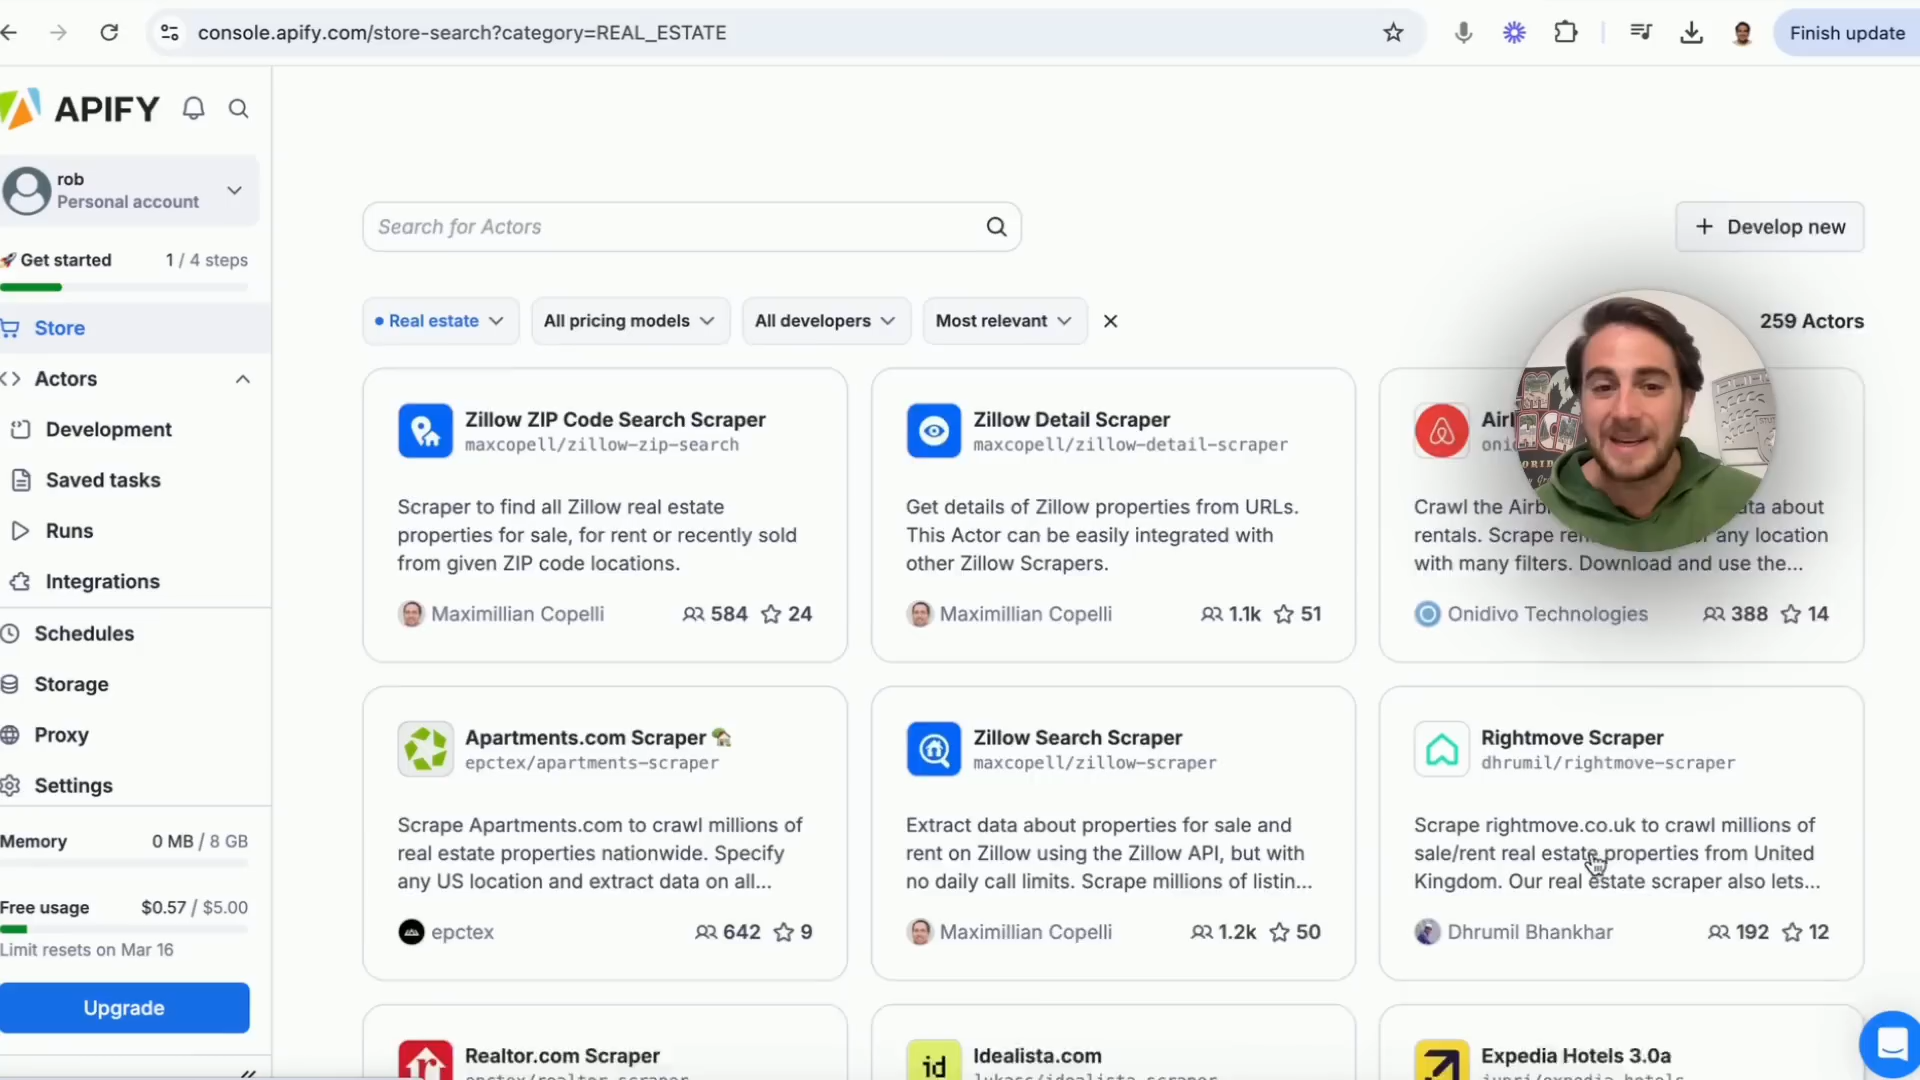 console.apify.com/store-search?category=REAL_ESTATE
Finish update
APIFY
rob
Personal account
Get started 1 / 4 steps
Store
Actors
Development
Saved tasks
Runs
Integrations
Schedules
Storage
Proxy
Settings
Memory 0 MB / 8 GB
Free usage $0.57 / $5.00
Limit resets on Mar 16
Upgrade
Search for Actors
Develop new
Real estate All pricing models All developers Most relevant
259 Actors
Zillow ZIP Code Search Scraper
maxcopell/zillow-zip-search
Scraper to find all Zillow real estate
properties for sale, for rent or recently sold
from given ZIP code locations.
Maximillian Copelli 584 24
Zillow Detail Scraper
maxcopell/zillow-detail-scraper
Get details of Zillow properties from URLs.
This Actor can be easily integrated with
other Zillow Scrapers.
Maximillian Copelli 1.1k 51
Crawl the about
rentals. Scrape any location
with many filters. Download and use the...
Onidivo Technologies 388 14
Apartments.com Scraper
epctex/apartments-scraper
Scrape Apartments.com to crawl millions of
real estate properties nationwide. Specify
any US location and extract data on all...
epctex 642 9
Zillow Search Scraper
maxcopell/zillow-scraper
Extract data about properties for sale and
rent on Zillow using the Zillow API, but with
no daily call limits. Scrape millions of listin...
Maximillian Copelli 1.2k 50
Rightmove Scraper
dhrumil/rightmove-scraper
Scrape rightmove.co.uk to crawl millions of
sale/rent real estate properties from United
Kingdom. Our real estate scraper also lets...
Dhrumil Bhankhar 192 12
Realtor.com Scraper
epctex/realtor-scraper
id
Idealista.com
Expedia Hotels 3.0a